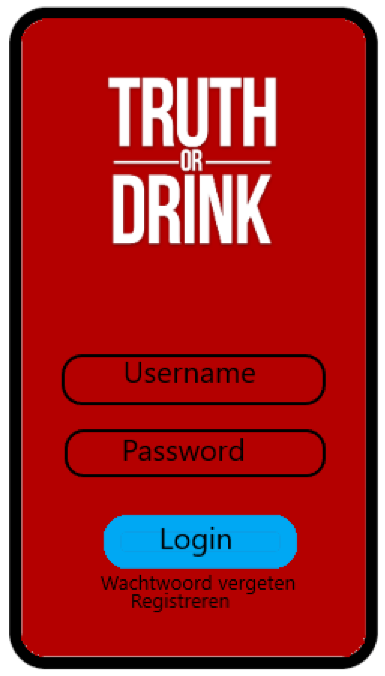 TRUTH
OR
DRINK
Username
Password
Login
Wachtwoord vergeten
Registreren